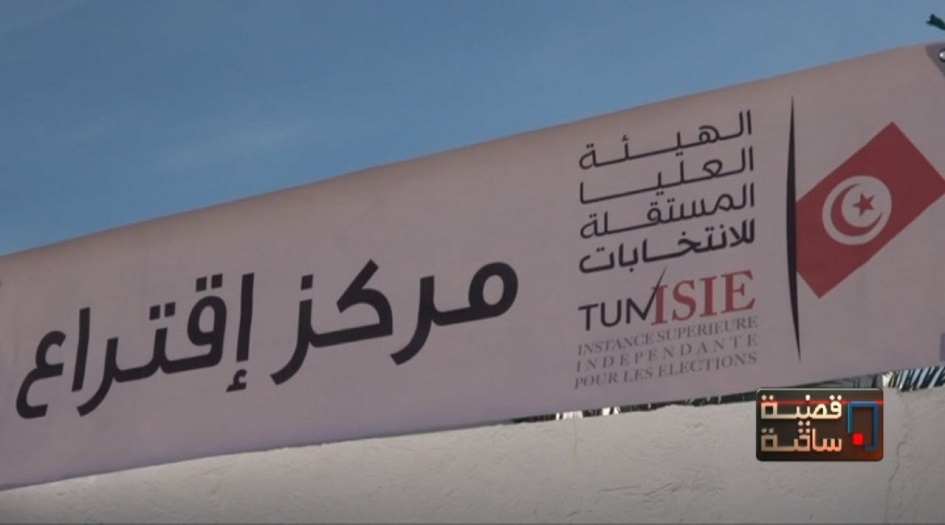 الهيئة
العليا
المستقلة
للانتخابات
TUNISIE
INSTANCE SUPERIEURE
INDEPENDANTE
POUR LES ELECTIONS
مركز إقتراع
قضية
ساخنة